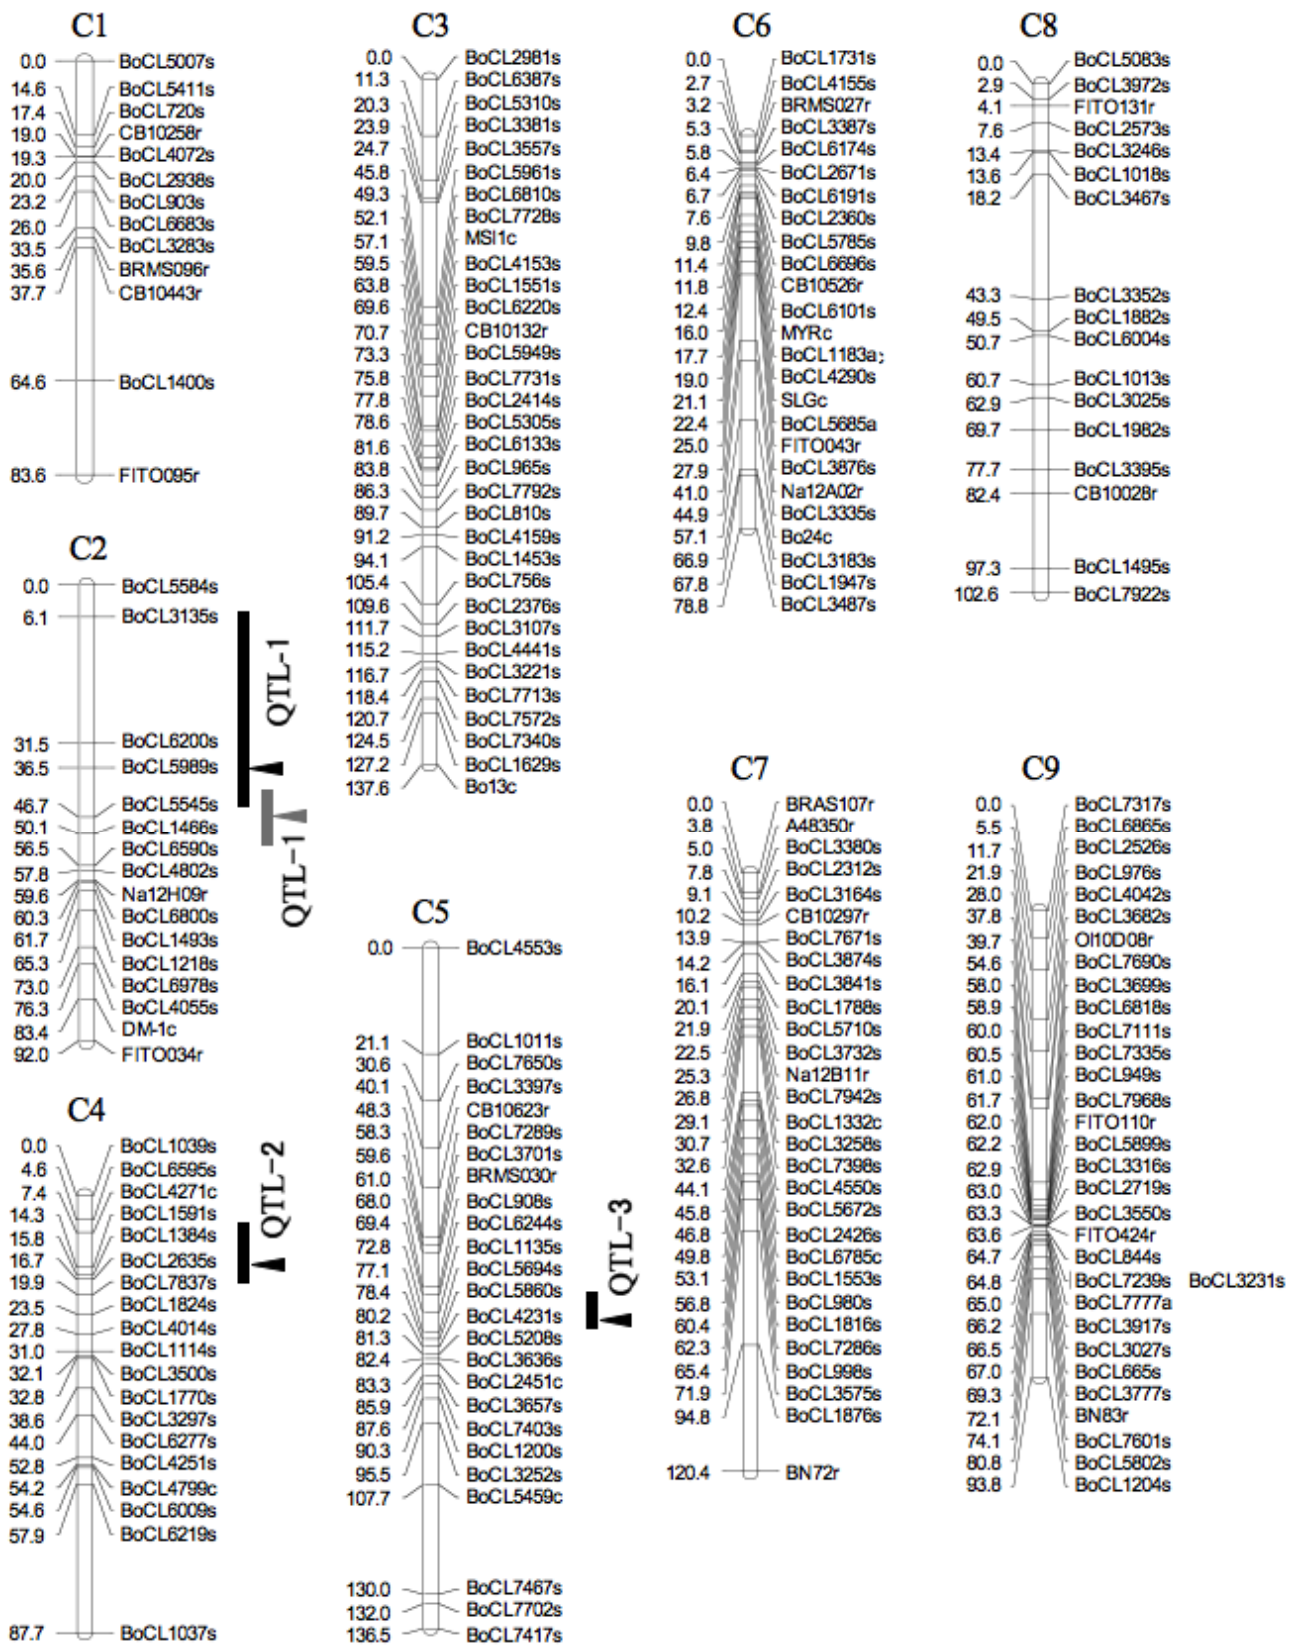 C1
0.0 BoCL5007s
14.6 BoCL5411s
17.4 BoCL720s
19.0 CB10258r
19.3 BoCL4072s
20.0 BoCL2938s
23.2 BoCL903s
26.0 BoCL6683s
33.5 BoCL3283s
35.6 BRMS096r
37.7 CB10443r
64.6 BoCL1400s
83.6 FITO095r
C2
0.0 BoCL5584s
6.1 BoCL3135s
31.5 BoCL6200s
36.5 BoCL5989s
46.7 BoCL5545s
50.1 BoCL1466s
56.5 BoCL6590s
57.8 BoCL4802s
59.6 Na12H09r
60.3 BoCL6800s
61.7 BoCL1493s
65.3 BoCL1218s
73.0 BoCL6978s
76.3 BoCL4055s
83.4 DM-1c
92.0 FITO034r
QTL-1
QTL-1
C4
0.0 BoCL1039s
4.6 BoCL6595s
7.4 BoCL4271c
14.3 BoCL1591s
15.8 BoCL1384s
16.7 BoCL2635s
19.9 BoCL7837s
23.5 BoCL1824s
27.8 BoCL4014s
31.0 BoCL1114s
32.1 BoCL3500s
32.8 BoCL1770s
38.6 BoCL3297s
44.0 BoCL6277s
52.8 BoCL4251s
54.2 BoCL4799c
54.6 BoCL6009s
57.9 BoCL6219s
87.7 BoCL1037s
QTL-2
C3
0.0 BoCL2981s
11.3 BoCL6387s
20.3 BoCL5310s
23.9 BoCL3381s
24.7 BoCL3557s
45.8 BoCL5961s
49.3 BoCL6810s
52.1 BoCL7728s
57.1 MSI1c
59.5 BoCL4153s
63.8 BoCL1551s
69.6 BoCL6220s
70.7 CB10132r
73.3 BoCL5949s
75.8 BoCL7731s
77.8 BoCL2414s
78.6 BoCL5305s
81.6 BoCL6133s
83.8 BoCL965s
86.3 BoCL7792s
89.7 BoCL810s
91.2 BoCL4159s
94.1 BoCL1453s
105.4 BoCL756s
109.6 BoCL2376s
111.7 BoCL3107s
115.2 BoCL4441s
116.7 BoCL3221s
118.4 BoCL7713s
120.7 BoCL7572s
124.5 BoCL7340s
127.2 BoCL1629s
137.6 Bo13c
C5
0.0 BoCL4553s
21.1 BoCL1011s
30.6 BoCL7650s
40.1 BoCL3397s
48.3 CB10623r
58.3 BoCL7289s
59.6 BoCL3701s
61.0 BRMS030r
68.0 BoCL908s
69.4 BoCL6244s
72.8 BoCL1135s
77.1 BoCL5694s
78.4 BoCL5860s
80.2 BoCL4231s
81.3 BoCL5208s
82.4 BoCL3636s
83.3 BoCL2451c
85.9 BoCL3657s
87.6 BoCL7403s
90.3 BoCL1200s
95.5 BoCL3252s
107.7 BoCL5459c
130.0 BoCL7467s
132.0 BoCL7702s
136.5 BoCL7417s
QTL-3
C6
0.0 BoCL1731s
2.7 BoCL4155s
3.2 BRMS027r
5.3 BoCL3387s
5.8 BoCL6174s
6.4 BoCL2671s
6.7 BoCL6191s
7.6 BoCL2360s
9.8 BoCL5785s
11.4 BoCL6696s
11.8 CB10526r
12.4 BoCL6101s
16.0 MYRc
17.7 BoCL1183a;
19.0 BoCL4290s
21.1 SLGc
22.4 BoCL5685a
25.0 FITO043r
27.9 BoCL3876s
41.0 Na12A02r
44.9 BoCL3335s
57.1 Bo24c
66.9 BoCL3183s
67.8 BoCL1947s
78.8 BoCL3487s
C7
0.0 BRAS107r
3.8 A48350r
5.0 BoCL3380s
7.8 BoCL2312s
9.1 BoCL3164s
10.2 CB10297r
13.9 BoCL7671s
14.2 BoCL3874s
16.1 BoCL3841s
20.1 BoCL1788s
21.9 BoCL5710s
22.5 BoCL3732s
25.3 Na12B11r
26.8 BoCL7942s
29.1 BoCL1332c
30.7 BoCL3258s
32.6 BoCL7398s
44.1 BoCL4550s
45.8 BoCL5672s
46.8 BoCL2426s
49.8 BoCL6785c
53.1 BoCL1553s
56.8 BoCL980s
60.4 BoCL1816s
62.3 BoCL7286s
65.4 BoCL998s
71.9 BoCL3575s
94.8 BoCL1876s
120.4 BN72r
C8
0.0 BoCL5083s
2.9 BoCL3972s
4.1 FITO131r
7.6 BoCL2573s
13.4 BoCL3246s
13.6 BoCL1018s
18.2 BoCL3467s
43.3 BoCL3352s
49.5 BoCL1882s
50.7 BoCL6004s
60.7 BoCL1013s
62.9 BoCL3025s
69.7 BoCL1982s
77.7 BoCL3395s
82.4 CB10028r
97.3 BoCL1495s
102.6 BoCL7922s
C9
0.0 BoCL7317s
5.5 BoCL6865s
11.7 BoCL2526s
21.9 BoCL976s
28.0 BoCL4042s
37.8 BoCL3682s
39.7 Ol10D08r
54.6 BoCL7690s
58.0 BoCL3699s
58.9 BoCL6818s
60.0 BoCL7111s
60.5 BoCL7335s
61.0 BoCL949s
61.7 BoCL7968s
62.0 FITO110r
62.2 BoCL5899s
62.9 BoCL3316s
63.0 BoCL2719s
63.3 BoCL3550s
63.6 FITO424r
64.7 BoCL844s
64.8 BoCL7239s BoCL3231s
65.0 BoCL7777a
66.2 BoCL3917s
66.5 BoCL3027s
67.0 BoCL665s
69.3 BoCL3777s
72.1 BN83r
74.1 BoCL7601s
80.8 BoCL5802s
93.8 BoCL1204s